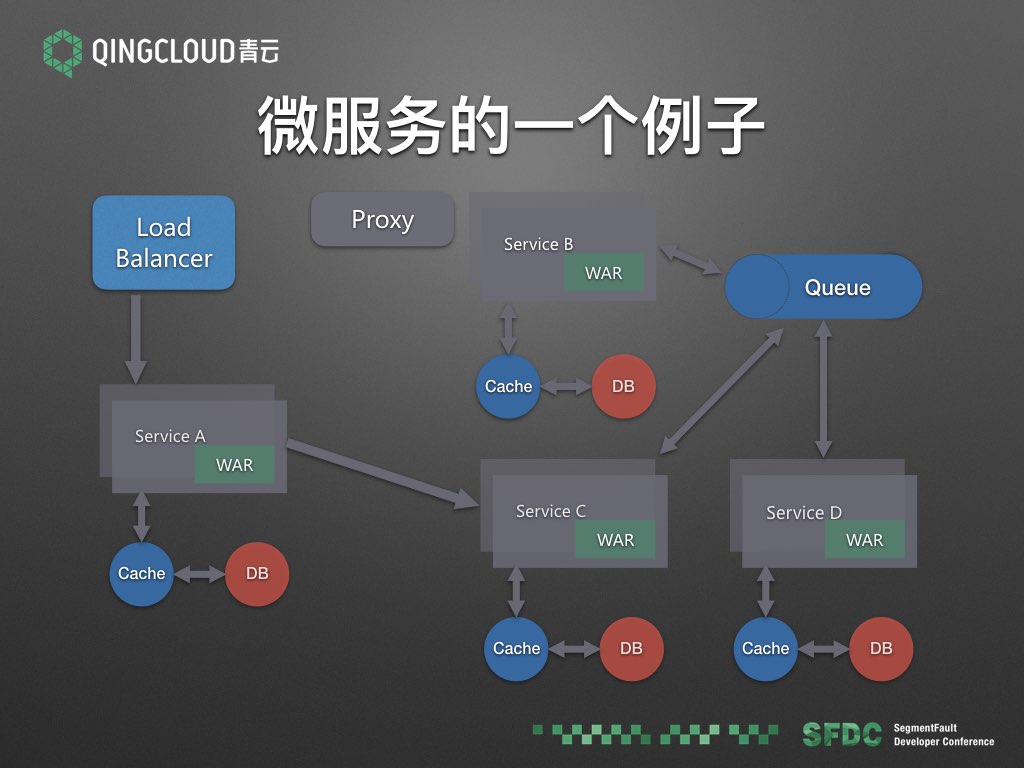 QINGCLOUD青云
微服务的一个例子
Load
Balancer
Proxy
Service B
WAR
Queue
Cache
DB
Service A
WAR
Cache
DB
Service C
WAR
Cache
DB
Service D
WAR
Cache
DB
SFDC
SegmentFault
Developer Conference